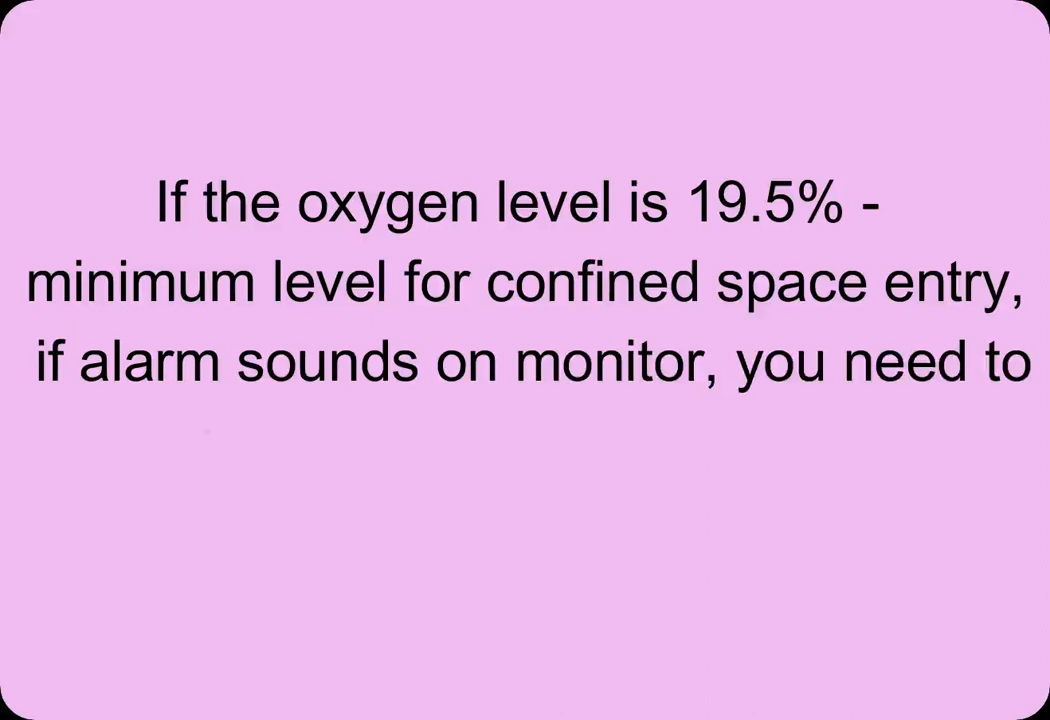 If the oxygen level is 19.5% -
minimum level for confined space entry,
if alarm sounds on monitor, you need to